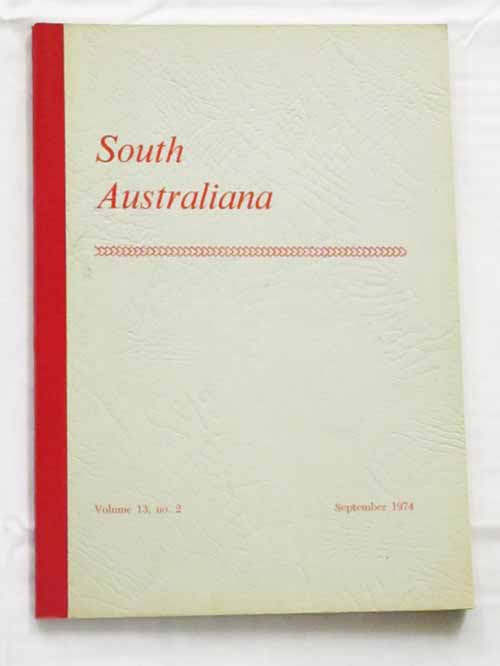 South
Australiana
Volume 13, no. 2
September 1974